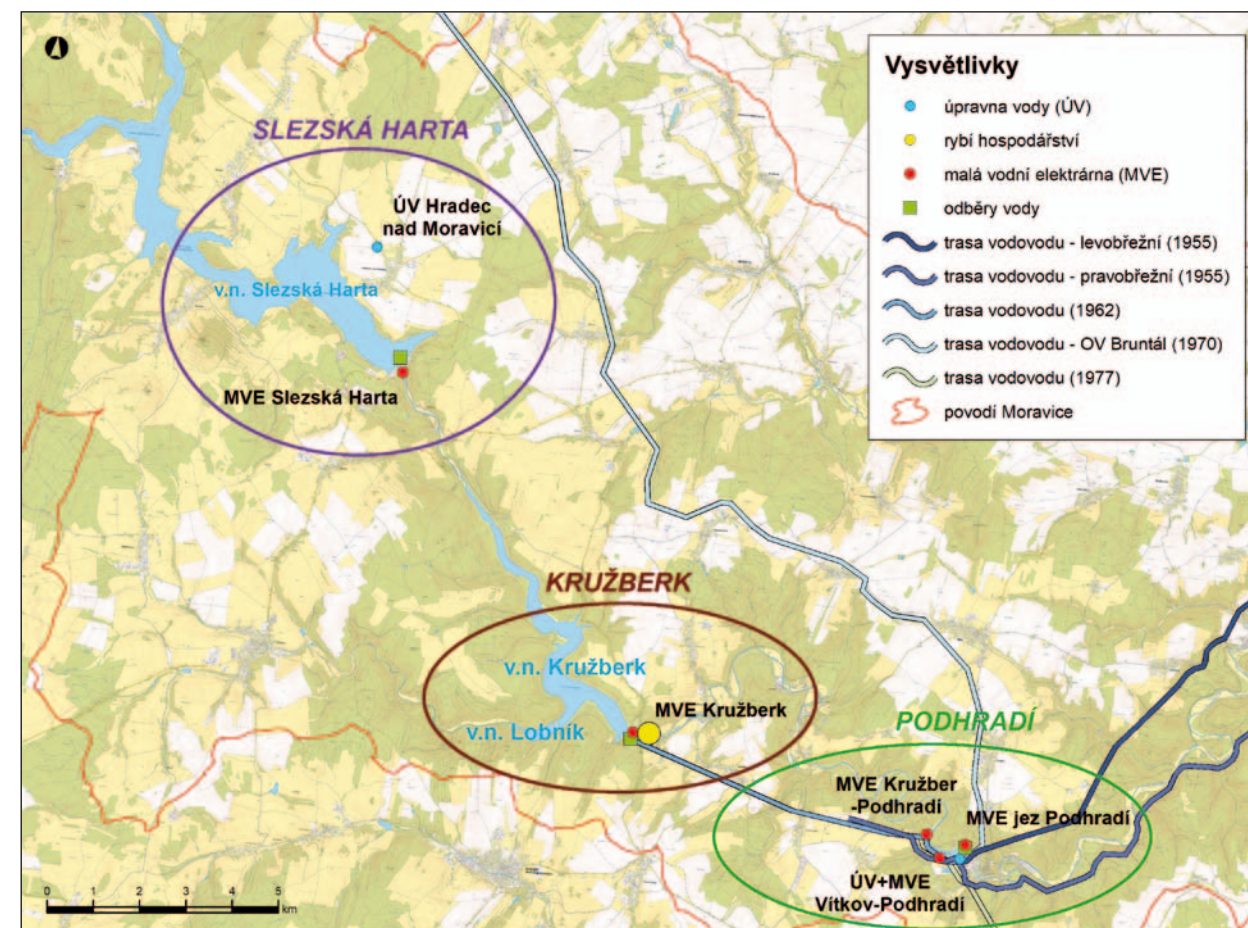 SLEZSKÁ HARTA
ÚV Hradec
nad Moravicí
v.n. Slezská Harta
MVE Slezská Harta
KRUŽBERK
v.n. Kružberk
v.n. Lobník
MVE Kružberk
PODHRADÍ
MVE Kružber
-Podhradí
MVE jez Podhradí
ÚV+MVE
Vítkov-Podhradí
0 1 2 3 4 5
km
Vysvětlivky
úpravna vody (ÚV)
rybí hospodářství
malá vodní elektrárna (MVE)
odběry vody
trasa vodovodu - levobřežní (1955)
trasa vodovodu - pravobřežní (1955)
trasa vodovodu (1962)
trasa vodovodu - OV Bruntál (1970)
trasa vodovodu (1977)
povodí Moravice